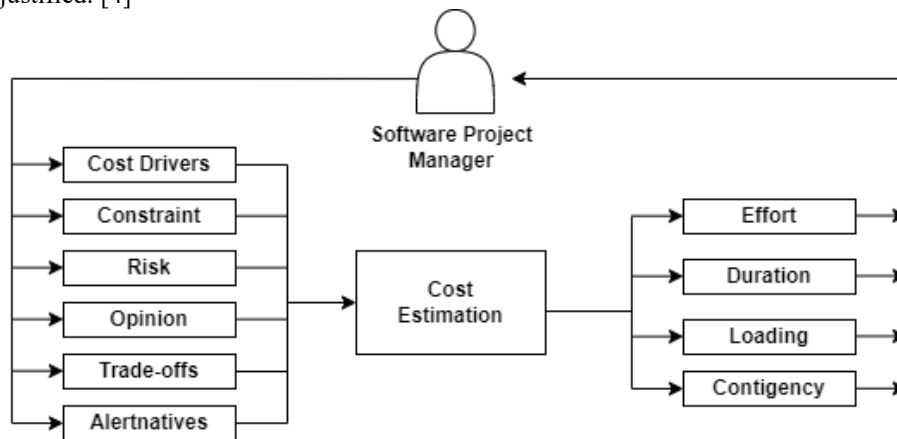 justified. [4]
Software Project
Manager
Cost Drivers
Constraint
Risk
Opinion
Trade-offs
Alertnatives
Cost
Estimation
Effort
Duration
Loading
Contigency